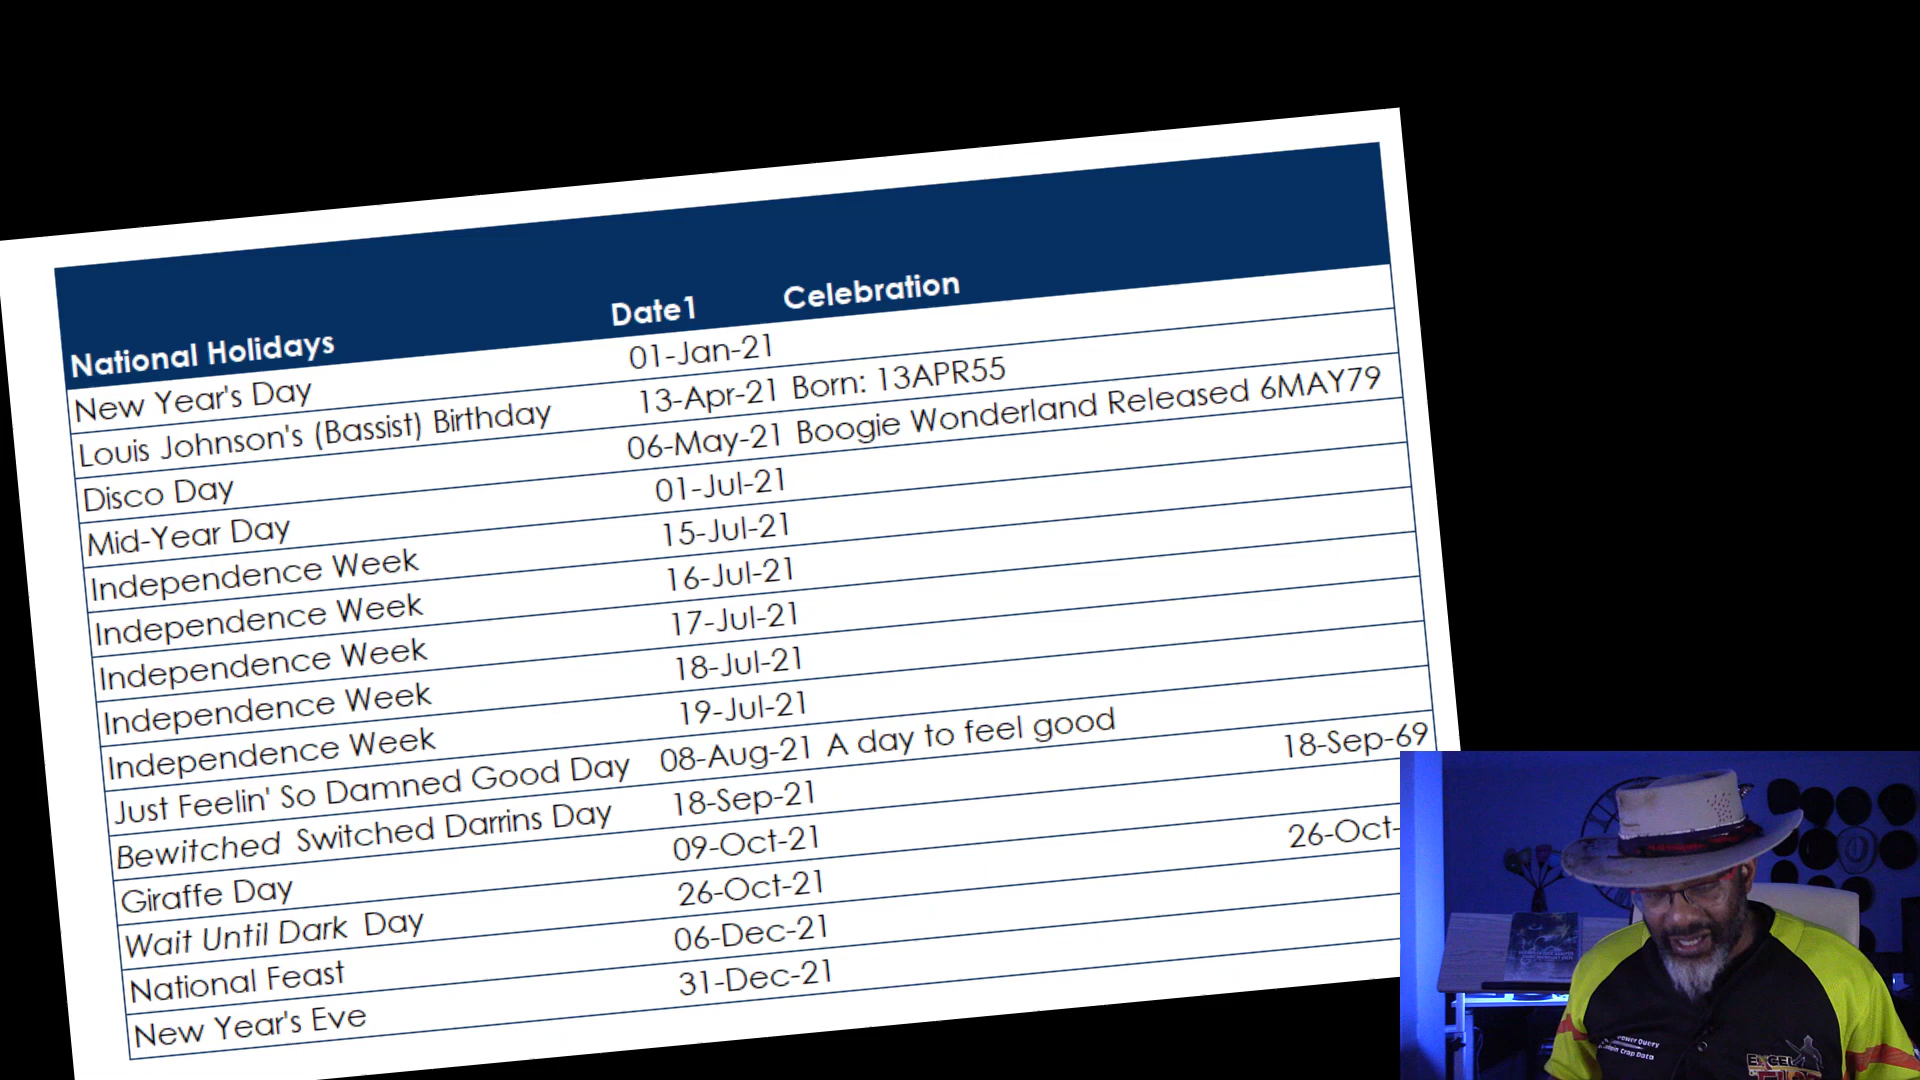 National Holidays Date1 Celebration
New Year's Day 01-Jan-21
Louis Johnson's (Bassist) Birthday 13-Apr-21 Born: 13APR55
Disco Day 06-May-21 Boogie Wonderland Released 6MAY79
Mid-Year Day 01-Jul-21
Independence Week 15-Jul-21
Independence Week 16-Jul-21
Independence Week 17-Jul-21
Independence Week 18-Jul-21
Independence Week 19-Jul-21
Just Feelin' So Damned Good Day 08-Aug-21 A day to feel good
Bewitched Switched Darrins Day 18-Sep-21 18-Sep-69
Giraffe Day 09-Oct-21
Wait Until Dark Day 26-Oct-21 26-Oct-
National Feast 06-Dec-21
New Year's Eve 31-Dec-21
Power Query
Crap Data
EXCEL